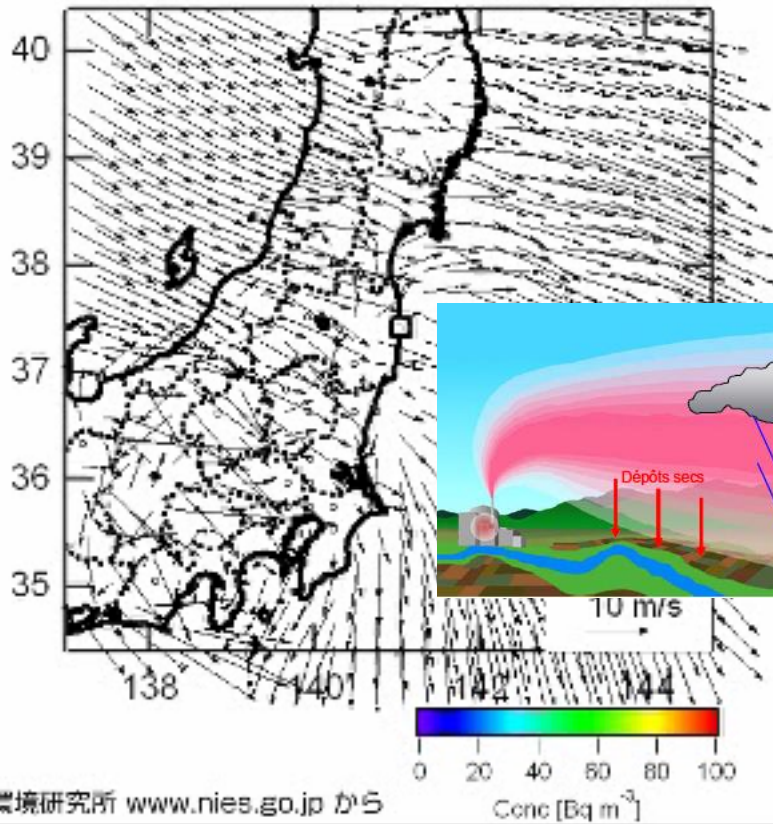 40
39
38
37
36
35
Dépôts secs
10 m/s
138 140 142 144
0 20 40 60 80 100
環境研究所 www.nies.go.jp から
Conc [Bq m⁻³]